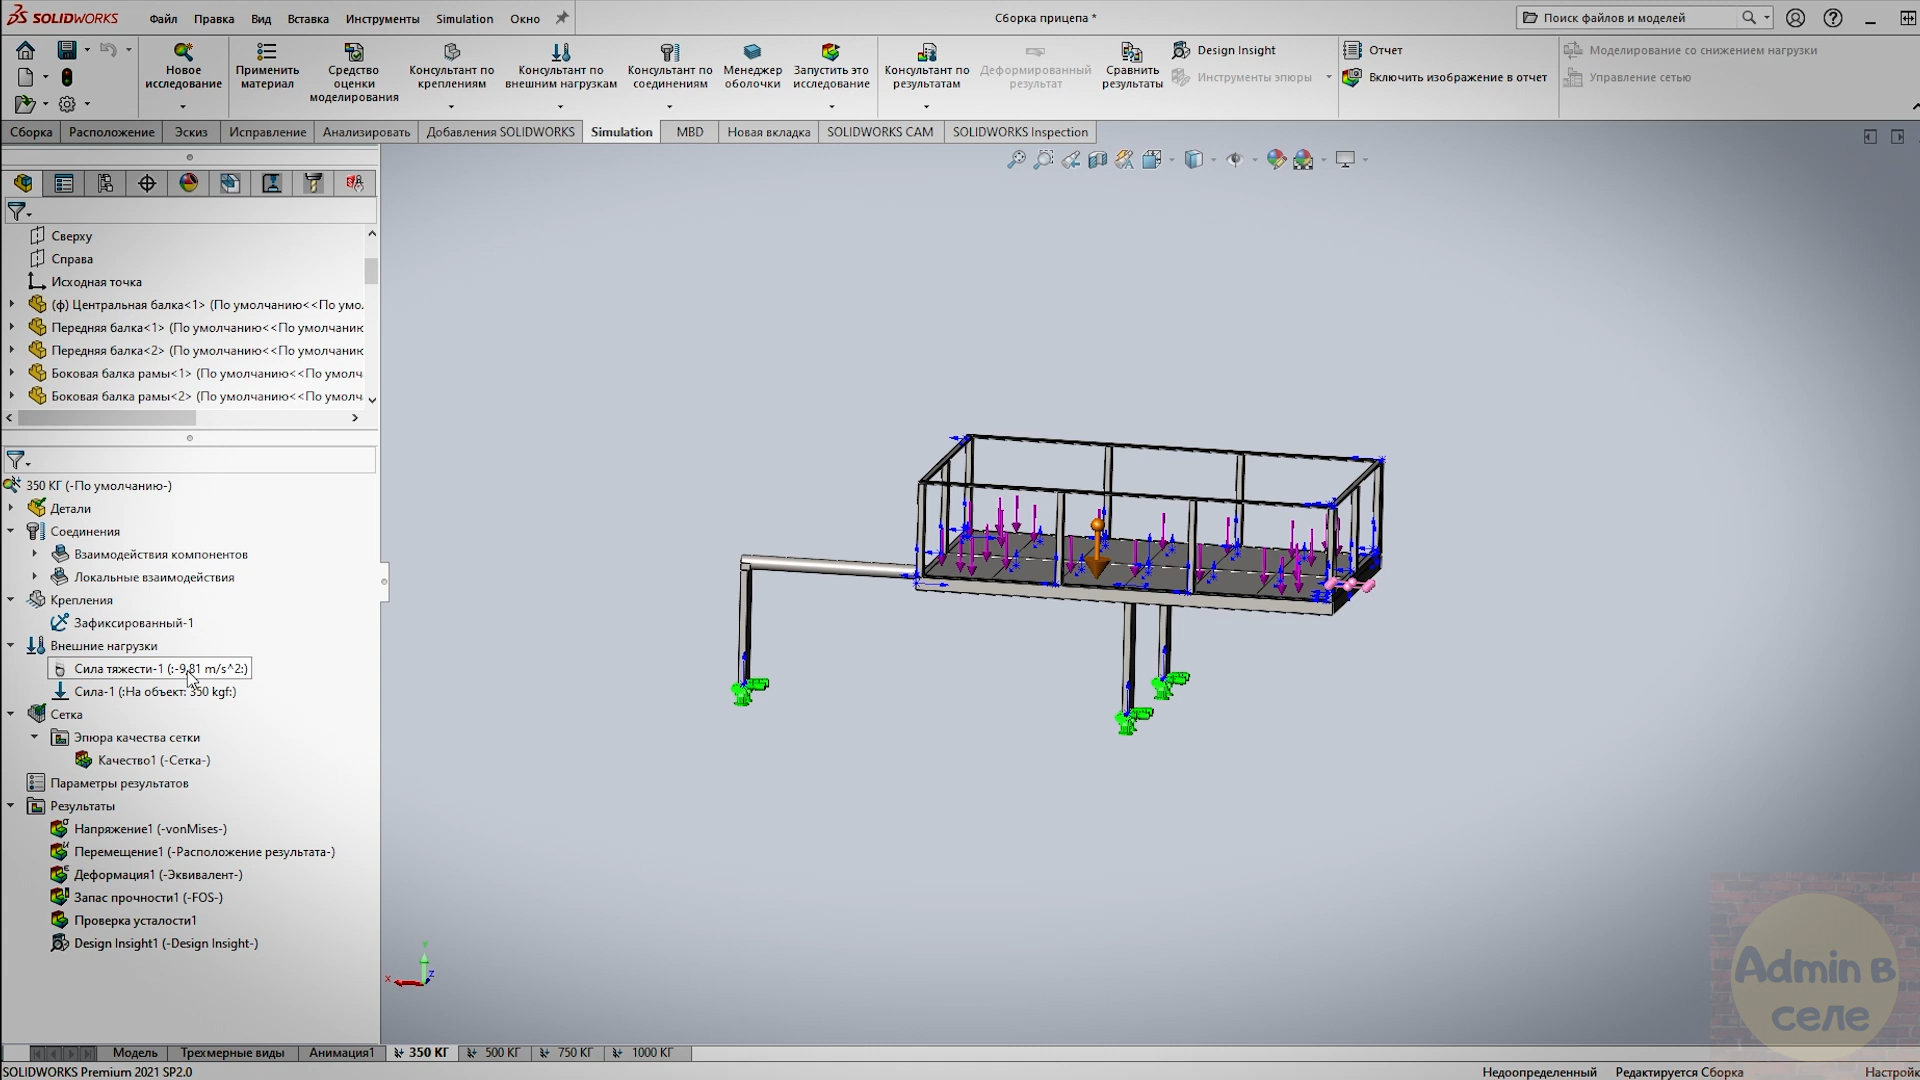 SOLIDWORKS
Файл Правка Вид Вставка Инструменты Simulation Окно
Сборка прицепа *
Поиск файлов и моделей
Новое исследование
Применить материал
Средство оценки моделирования
Консультант по креплениям
Консультант по внешним нагрузкам
Консультант по соединениям
Менеджер оболочки
Запустить это исследование
Консультант по результатам
Деформированный результат
Сравнить результаты
Design Insight
Инструменты эпюры
Отчет
Включить изображение в отчет
Моделирование со снижением нагрузки
Управление сетью
Сборка Расположение Эскиз Исправление Анализировать Добавления SOLIDWORKS Simulation MBD Новая вкладка SOLIDWORKS CAM SOLIDWORKS Inspection
Сверху
Справа
Исходная точка
(ф) Центральная балка<1> (По умолчанию<<По умо.
Передняя балка<1> (По умолчанию<<По умолчани
Передняя балка<2> (По умолчанию<<По умолчани
Боковая балка рамы<1> (По умолчанию<<По умолч
Боковая балка рамы<2> (По умолчанию<<По умолч
350 КГ (-По умолчанию-)
Детали
Соединения
Взаимодействия компонентов
Локальные взаимодействия
Крепления
Зафиксированный-1
Внешние нагрузки
Сила тяжести-1 (:-9.81 m/s^2:)
Сила-1 (:На объект: 350 kgf:)
Сетка
Эпюра качества сетки
Качество1 (-Сетка-)
Параметры результатов
Результаты
Напряжение1 (-vonMises-)
Перемещение1 (-Расположение результата-)
Деформация1 (-Эквивалент-)
Запас прочности1 (-FOS-)
Проверка усталости1
Design Insight1 (-Design Insight-)
Y
X
Z
Admin в
селе
Модель Трехмерные виды Анимация1 350 КГ 500 КГ 750 КГ 1000 КГ
SOLIDWORKS Premium 2021 SP2.0
Недоопределенный Редактируется Сборка Настройк